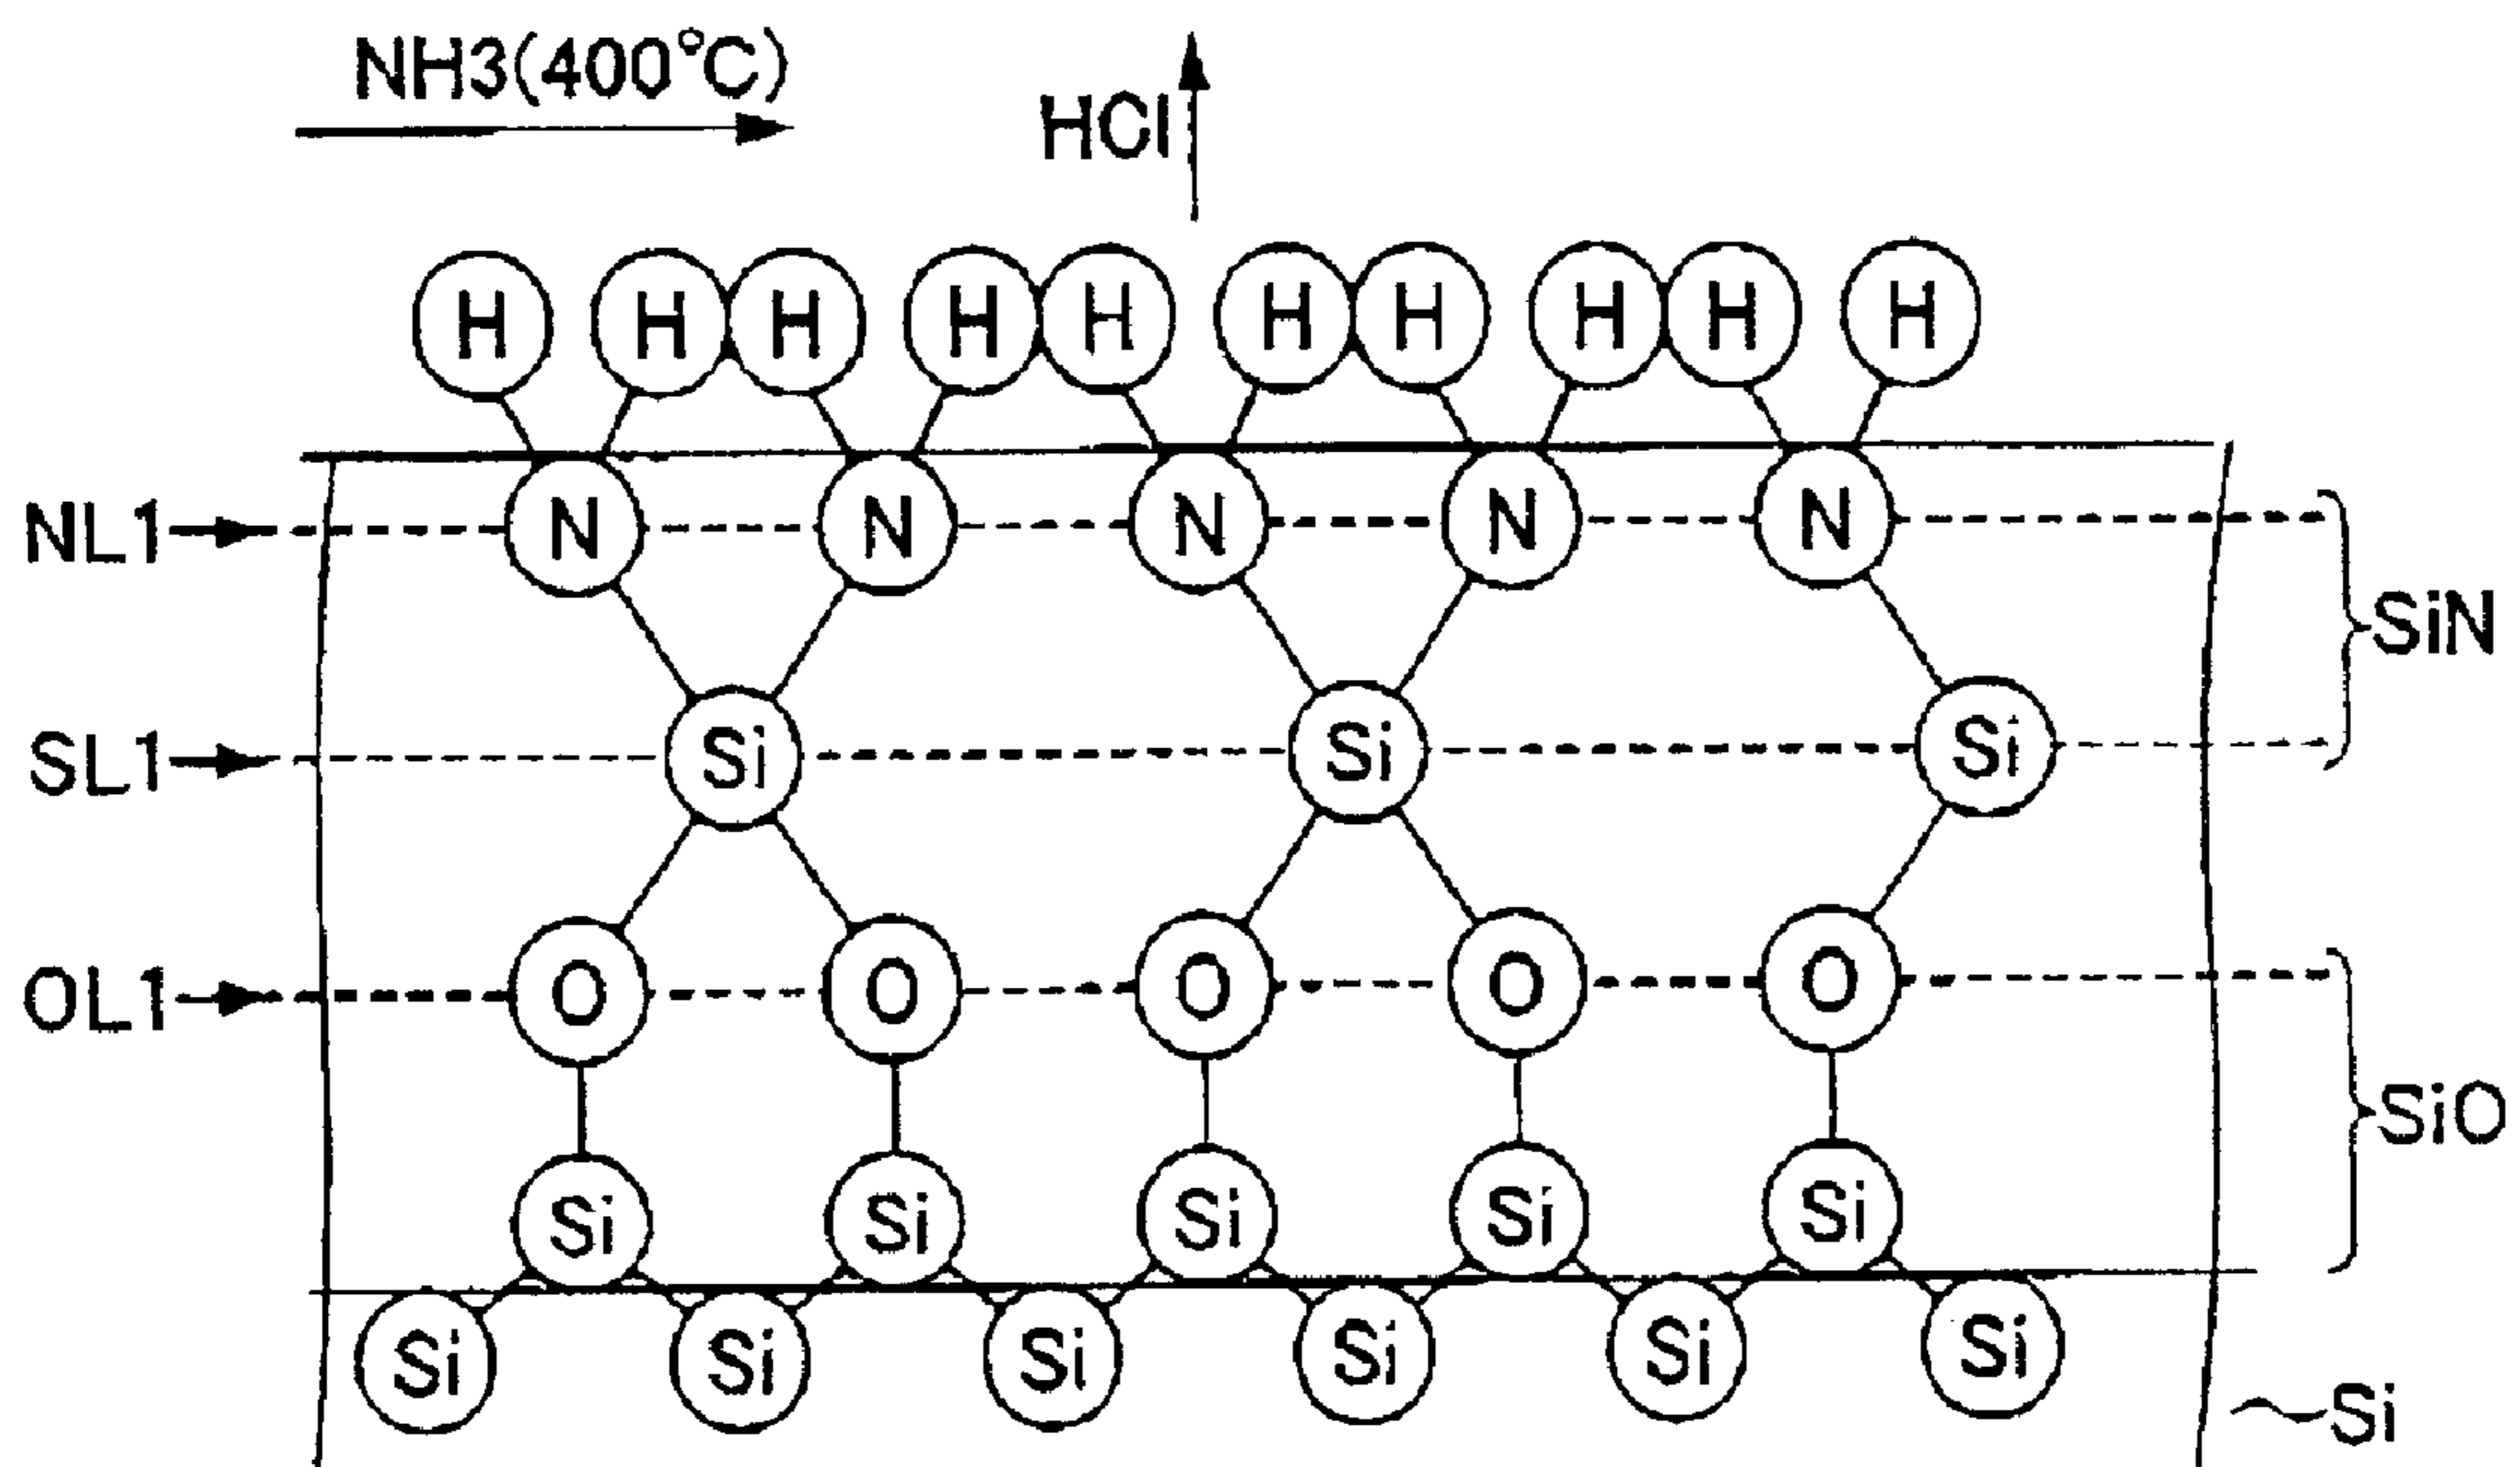 NH3(400°C)
HCl
H H H H H H H H H H
NL1 N N N N N
SiN
SL1 Si Si Si
OL1 O O O O O
SiO
Si Si Si Si Si
Si Si Si Si Si Si
Si